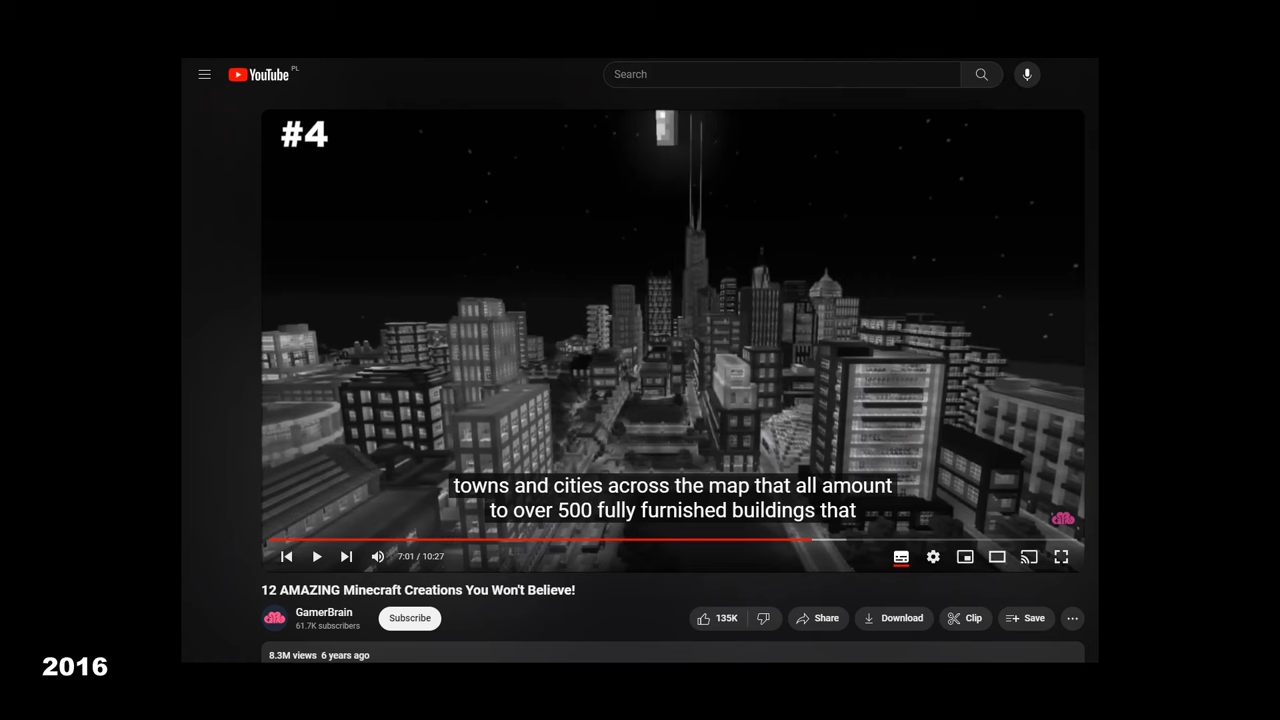 YouTube PL
Search
#4
towns and cities across the map that all amount
to over 500 fully furnished buildings that
7:01 / 10:27
12 AMAZING Minecraft Creations You Won't Believe!
GamerBrain
61.7K subscribers
Subscribe
135K
Share
Download
Clip
Save
8.3M views 6 years ago
2016